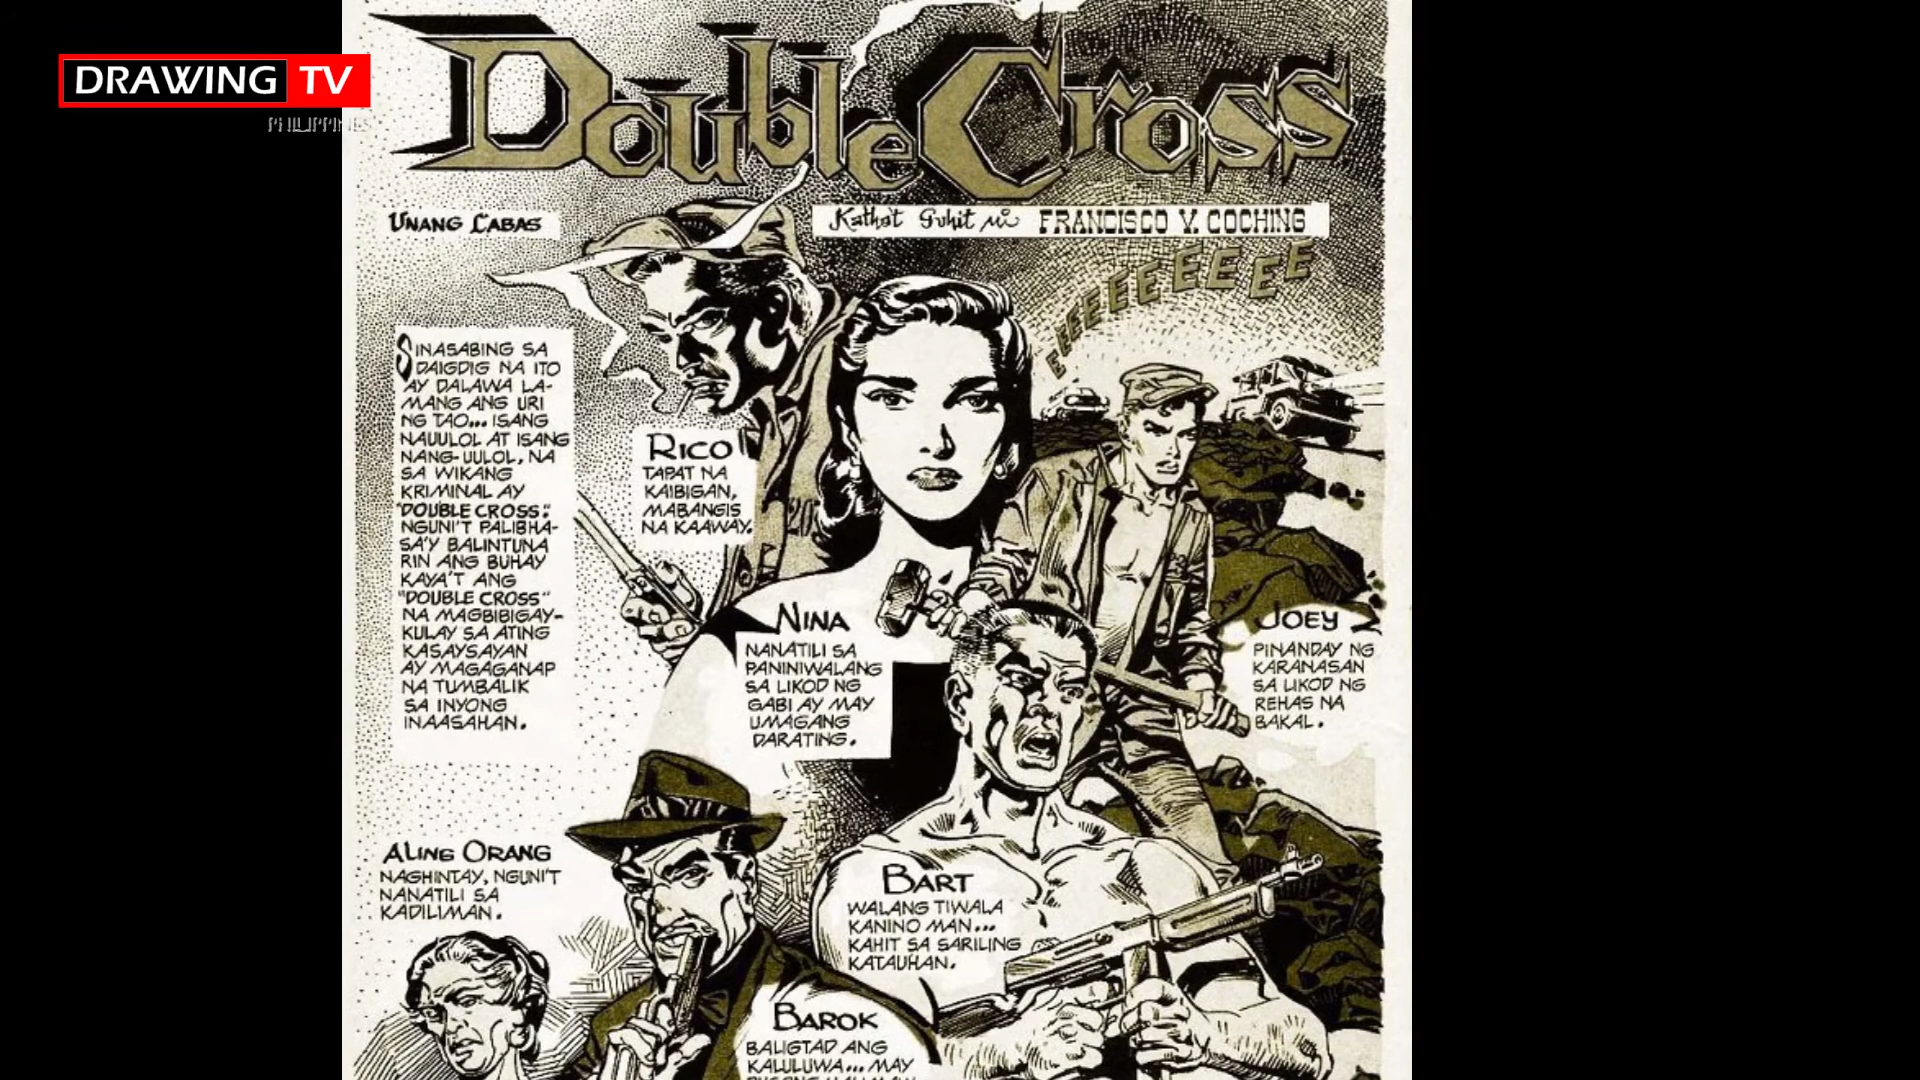 DRAWING TV
PHILIPPINES
Double Cross
UNANG LABAS
Katha't Guhit ni FRANCISCO V. COCHING
EEEEEEEEE
SINASABING SA
DAIGDIG NA ITO
AY DALAWA LA-
MANG ANG URI
NG TAO... ISANG
NAUULOL AT ISANG
NANG-UULOL, NA
SA WIKANG
KRIMINAL AY
"DOUBLE CROSS".
NGUNI'T PALIBHA-
SA'Y BALINTUNA
RIN ANG BUHAY
KAYA'T ANG
"DOUBLE CROSS"
NA MAGBIBIGAY-
KULAY SA ATING
KASAYSAYAN
AY MAGAGANAP
NA TUMBALIK
SA INYONG
INAASAHAN.
RICO
TAPAT NA
KAIBIGAN,
MABANGIS
NA KAAWAY.
NINA
NANATILI SA
PANINIWALANG
SA LIKOD NG
GABI AY MAY
UMAGANG
DARATING.
JOEY
PINANDAY NG
KARANASAN
SA LIKOD NG
REHAS NA
BAKAL.
ALING ORANG
NAGHINTAY, NGUNI'T
NANATILI SA
KADILIMAN.
BART
WALANG TIWALA
KANINO MAN...
KAHIT SA SARILING
KATAUHAN.
BAROK
BALIGTAD ANG
KALULUWA... MAY